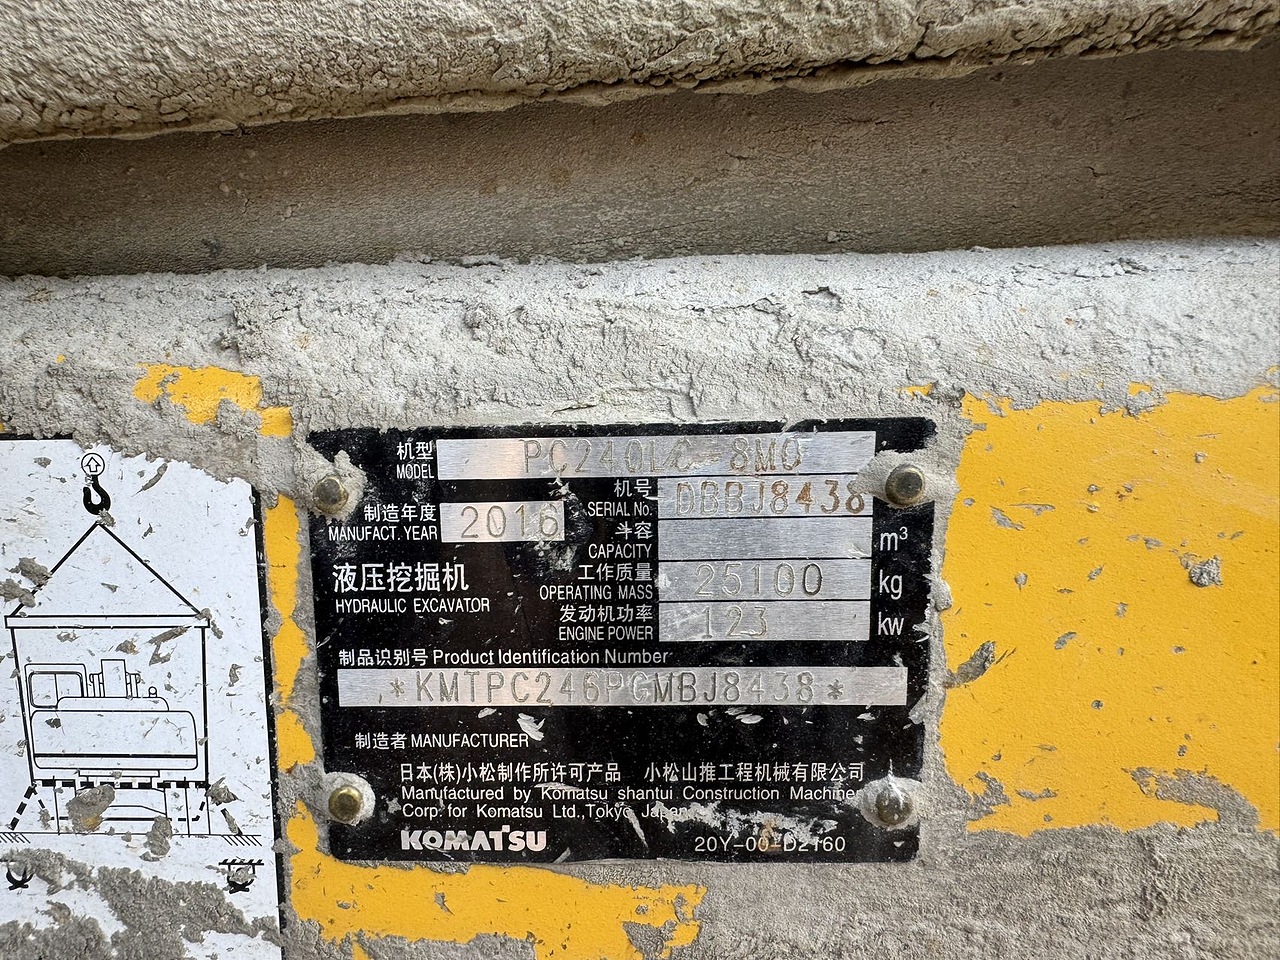 机型
MODEL
PC240LC-8M0
机号
SERIAL No.
DBBJ8438
制造年度
MANUFACT. YEAR
2016
斗容
CAPACITY
m³
液压挖掘机
HYDRAULIC EXCAVATOR
工作质量
OPERATING MASS
25100
kg
发动机功率
ENGINE POWER
123
kw
制品识别号 Product Identification Number
*KMTPC246PCMBJ8438*
制造者 MANUFACTURER
日本(株)小松制作所许可产品 小松山推工程机械有限公司
Manufactured by Komatsu shantui Construction Machinery
Corp. for Komatsu Ltd.,Tokyo Japan
KOMATSU
20Y-00-D2160